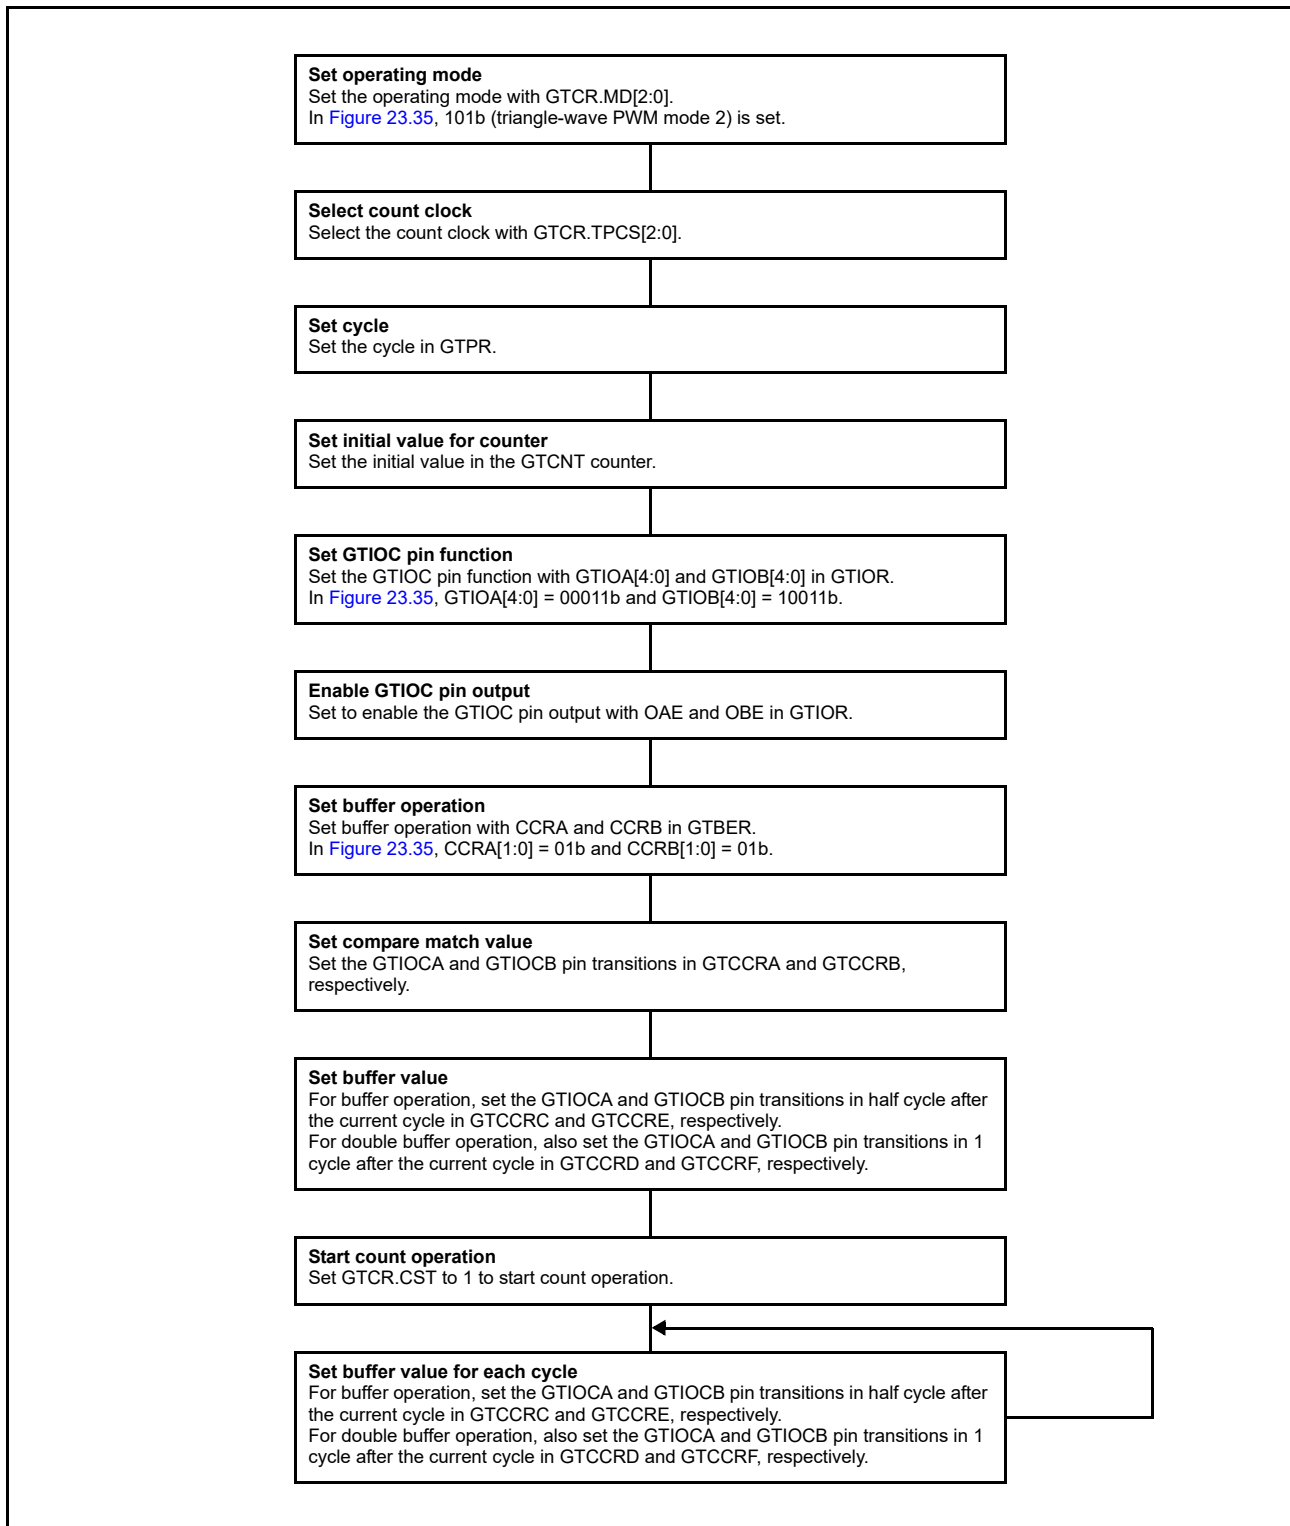 Set operating mode
Set the operating mode with GTCR.MD[2:0].
In Figure 23.35, 101b (triangle-wave PWM mode 2) is set.
Select count clock
Select the count clock with GTCR.TPCS[2:0].
Set cycle
Set the cycle in GTPR.
Set initial value for counter
Set the initial value in the GTCNT counter.
Set GTIOC pin function
Set the GTIOC pin function with GTIOA[4:0] and GTIOB[4:0] in GTIOR.
In Figure 23.35, GTIOA[4:0] = 00011b and GTIOB[4:0] = 10011b.
Enable GTIOC pin output
Set to enable the GTIOC pin output with OAE and OBE in GTIOR.
Set buffer operation
Set buffer operation with CCRA and CCRB in GTBER.
In Figure 23.35, CCRA[1:0] = 01b and CCRB[1:0] = 01b.
Set compare match value
Set the GTIOCA and GTIOCB pin transitions in GTCCRA and GTCCRB,
respectively.
Set buffer value
For buffer operation, set the GTIOCA and GTIOCB pin transitions in half cycle after
the current cycle in GTCCRC and GTCCRE, respectively.
For double buffer operation, also set the GTIOCA and GTIOCB pin transitions in 1
cycle after the current cycle in GTCCRD and GTCCRF, respectively.
Start count operation
Set GTCR.CST to 1 to start count operation.
Set buffer value for each cycle
For buffer operation, set the GTIOCA and GTIOCB pin transitions in half cycle after
the current cycle in GTCCRC and GTCCRE, respectively.
For double buffer operation, also set the GTIOCA and GTIOCB pin transitions in 1
cycle after the current cycle in GTCCRD and GTCCRF, respectively.